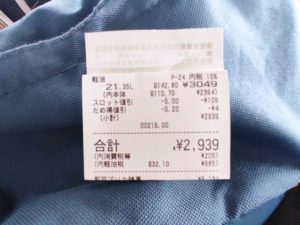 軽油 P-24 内税 10%
21.35L @142.80 ¥3049
(内本体 @110.70 ¥2364)
スロット値引 -5.00 -¥106
ため得値引 -0.20 -¥4
(小計) ¥2939
00216.00
合計 ¥2,939
(内消費税等 ¥205)
(内軽油税 @32.10 ¥685)